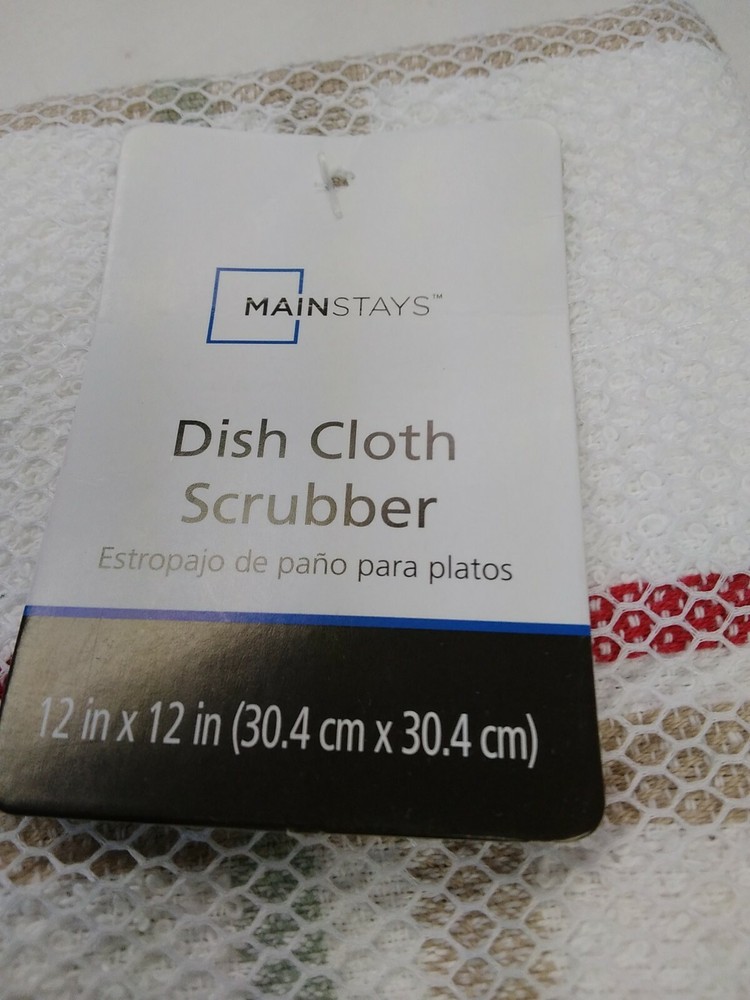 MAINSTAYS™
Dish Cloth
Scrubber
Estropajo de paño para platos
12 in x 12 in (30.4 cm x 30.4 cm)